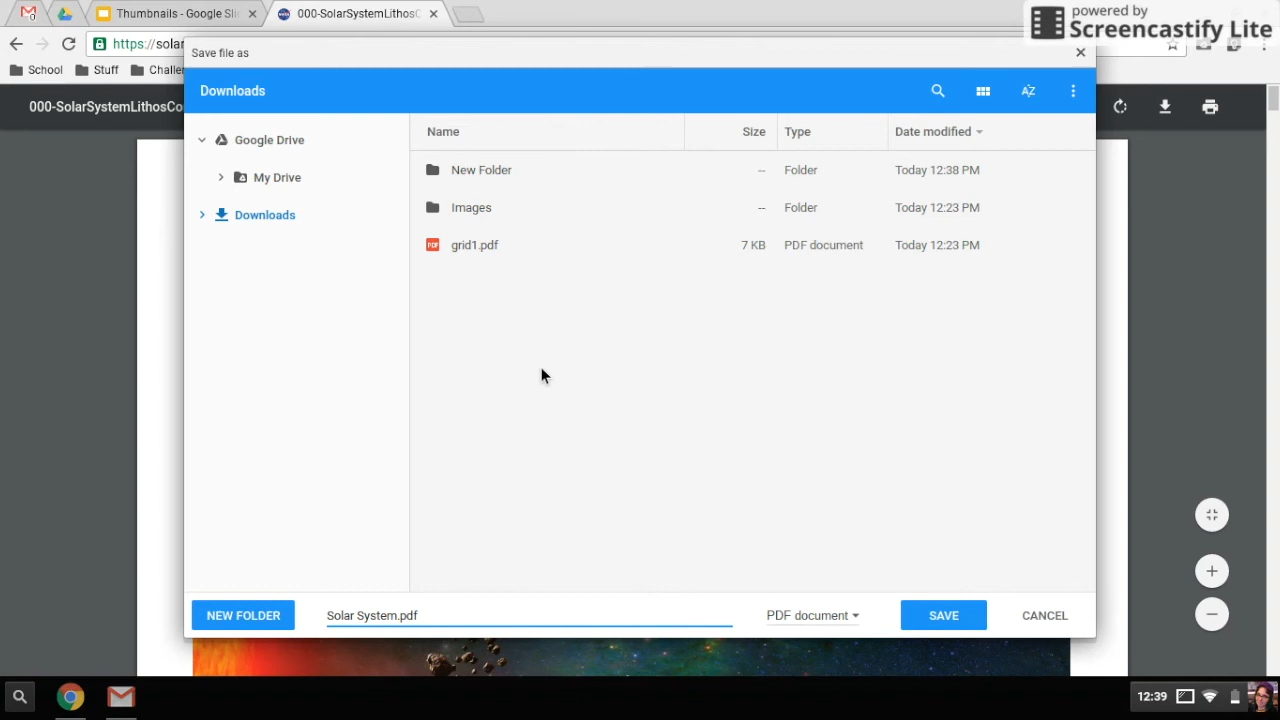 powered by
Screencastify Lite
Thumbnails - Google Sli
000-SolarSystemLithos
https://solar
School
Stuff
Challe
Save file as
000-SolarSystemLithosCo
Downloads
Google Drive
My Drive
Downloads
Name
Size
Type
Date modified
New Folder
--
Folder
Today 12:38 PM
Images
--
Folder
Today 12:23 PM
PDF
grid1.pdf
7 KB
PDF document
Today 12:23 PM
NEW FOLDER
Solar System.pdf
PDF document
SAVE
CANCEL
12:39